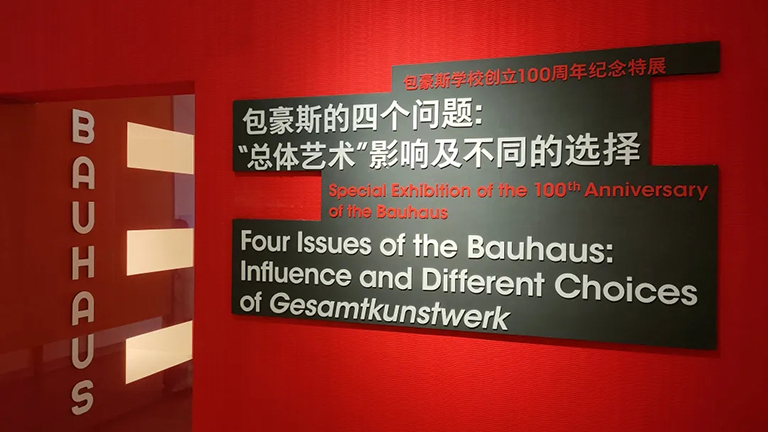 BAUHAUS
包豪斯学校创立100周年纪念特展
包豪斯的四个问题:
“总体艺术”影响及不同的选择
Special Exhibition of the 100th Anniversary
of the Bauhaus
Four Issues of the Bauhaus:
Influence and Different Choices
of Gesamtkunstwerk